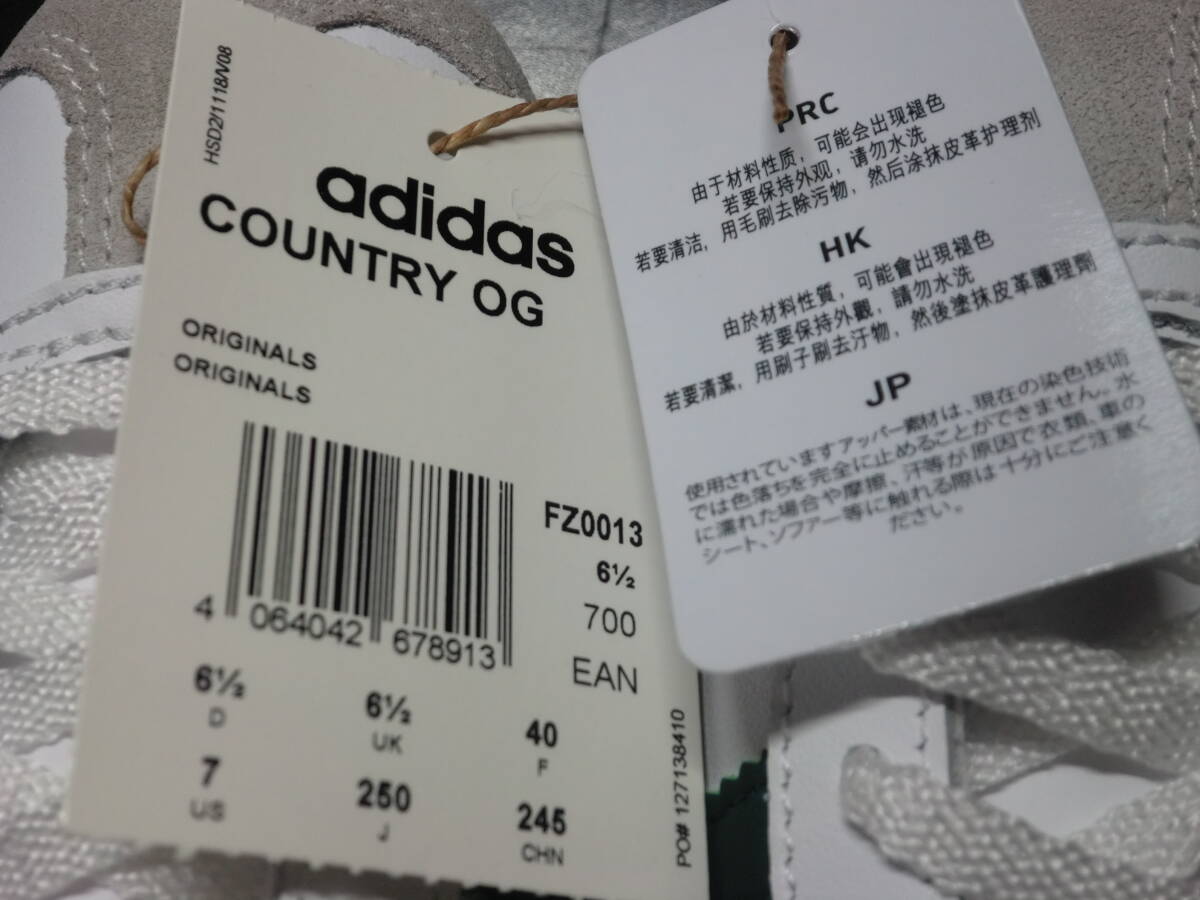 HSD2/1118/V08
adidas
COUNTRY OG
ORIGINALS
ORIGINALS
FZ0013
6½
700
EAN
4 064042 678913
6½ 6½ 40
D UK F
7 250 245
US J CHN
PO# 127138410
PRC
由于材料性质，可能会出现褪色
若要保持外观，请勿水洗
若要清洁，用毛刷去除污物，然后涂抹皮革护理剂
HK
由於材料性質，可能會出現褪色
若要保持外觀，請勿水洗
若要清潔，用刷子刷去汙物，然後塗抹皮革護理劑
JP
使用されていますアッパー素材は、現在の染色技術
では色落ちを完全に止めることができません。水
に濡れた場合や摩擦、汗等が原因で衣類、車の
シート、ソファー等に触れる際は十分にご注意く
ださい。